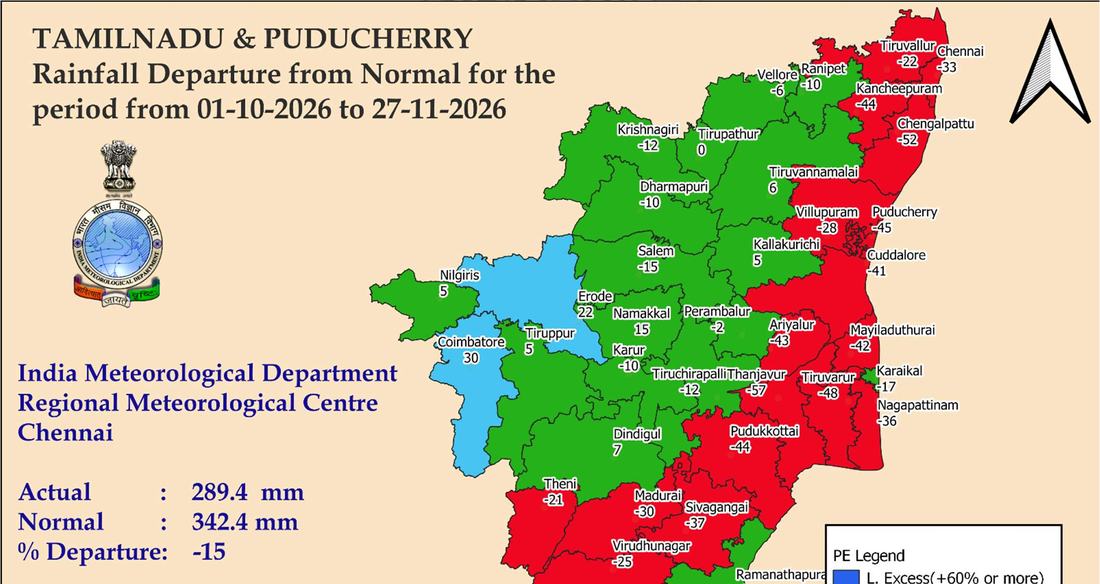 TAMILNADU & PUDUCHERRY
Rainfall Departure from Normal for the
period from 01-10-2026 to 27-11-2026
भारत मौसम विज्ञान विभाग
INDIA METEOROLOGICAL DEPARTMENT
India Meteorological Department
Regional Meteorological Centre
Chennai
Actual : 289.4 mm
Normal : 342.4 mm
% Departure: -15
Tiruvallur
-22
Chennai
-33
Ranipet
-10
Vellore
-6
Kancheepuram
-44
Chengalpattu
-52
Krishnagiri
-12
Tirupathur
0
Tiruvannamalai
6
Dharmapuri
-10
Villupuram
-28
Puducherry
-45
Kallakurichi
5
Salem
-15
Cuddalore
-41
Nilgiris
5
Erode
22
Namakkal
15
Perambalur
-2
Ariyalur
-43
Mayiladuthurai
-42
Coimbatore
30
Tiruppur
5
Karur
-10
Tiruchirapalli
-12
Thanjavur
-57
Tiruvarur
-48
Karaikal
-17
Nagapattinam
-36
Dindigul
7
Pudukkottai
-44
Theni
-21
Madurai
-30
Sivagangai
-37
Virudhunagar
-25
Ramanathapura
PE Legend
L. Excess(+60% or more)